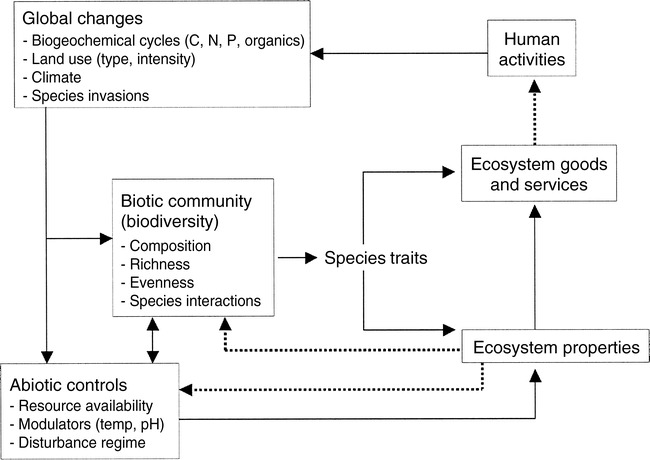 Global changes
- Biogeochemical cycles (C, N, P, organics)
- Land use (type, intensity)
- Climate
- Species invasions
Human
activities
Ecosystem goods
and services
Biotic community
(biodiversity)
- Composition
- Richness
- Evenness
- Species interactions
Species traits
Ecosystem properties
Abiotic controls
- Resource availability
- Modulators (temp, pH)
- Disturbance regime